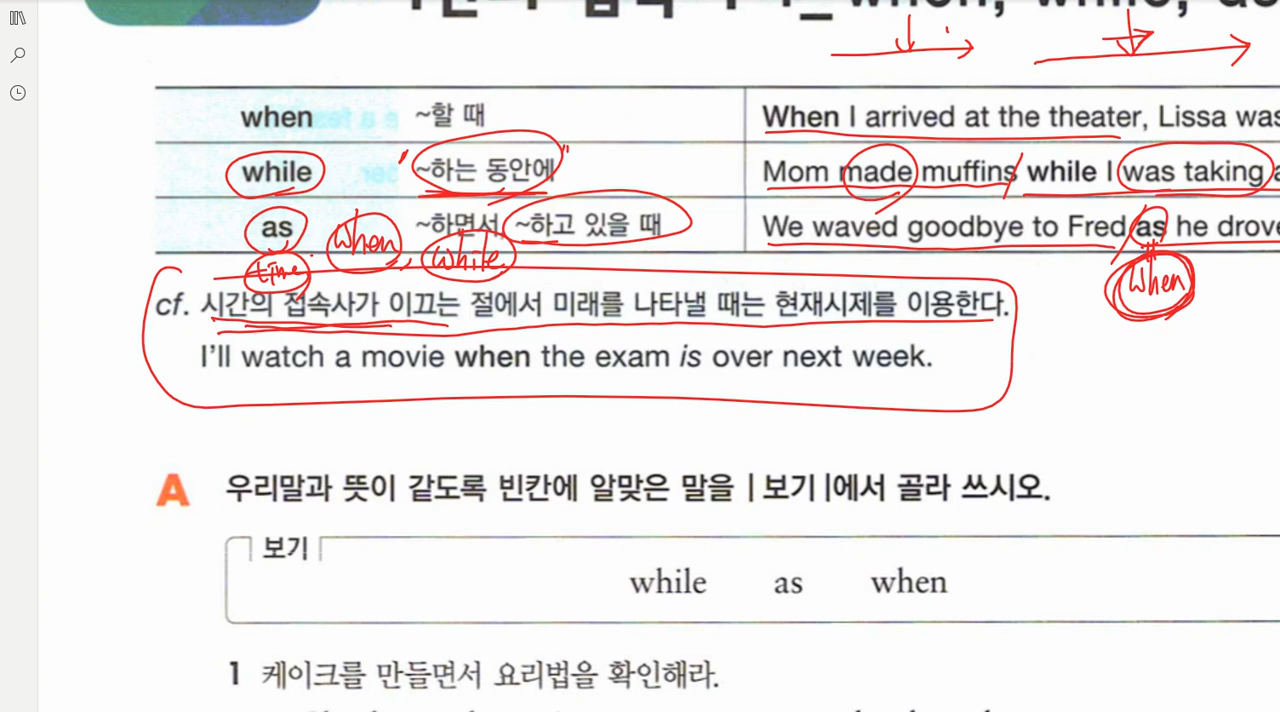 when, while,
when ~할 때 When I arrived at the theater, Lissa was
while ~하는 동안에 Mom made muffins while I was taking
as ~하면서, ~하고 있을 때 We waved goodbye to Fred as he drove
time when, while when
cf. 시간의 접속사가 이끄는 절에서 미래를 나타낼 때는 현재시제를 이용한다.
I'll watch a movie when the exam is over next week.
A 우리말과 뜻이 같도록 빈칸에 알맞은 말을 |보기|에서 골라 쓰시오.
보기
while as when
1 케이크를 만들면서 요리법을 확인해라.